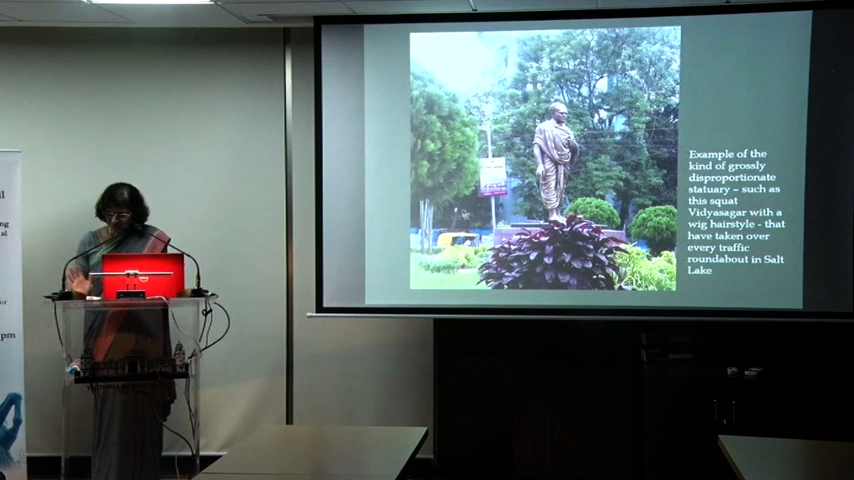 Example of the
kind of grossly
disproportionate
statuary – such as
this squat
Vidyasagar with a
wig hairstyle - that
have taken over
every traffic
roundabout in Salt
Lake
pm